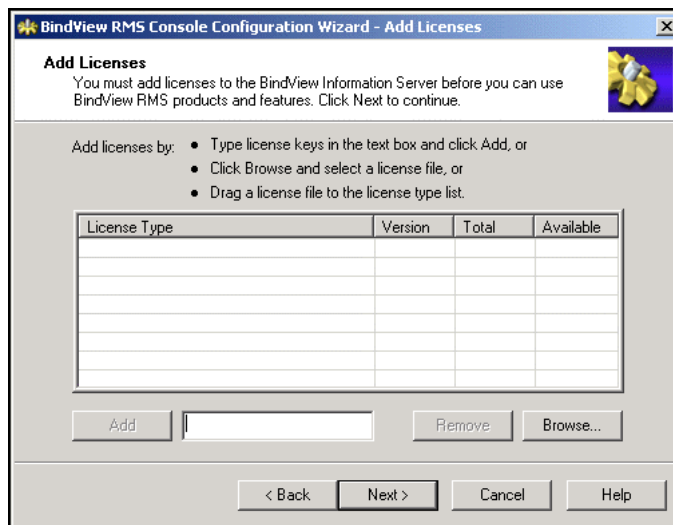 BindView RMS Console Configuration Wizard - Add Licenses
Add Licenses
You must add licenses to the BindView Information Server before you can use
BindView RMS products and features. Click Next to continue.
Add licenses by: ● Type license keys in the text box and click Add, or
● Click Browse and select a license file, or
● Drag a license file to the license type list.
License Type Version Total Available
Add Remove Browse...
< Back Next > Cancel Help